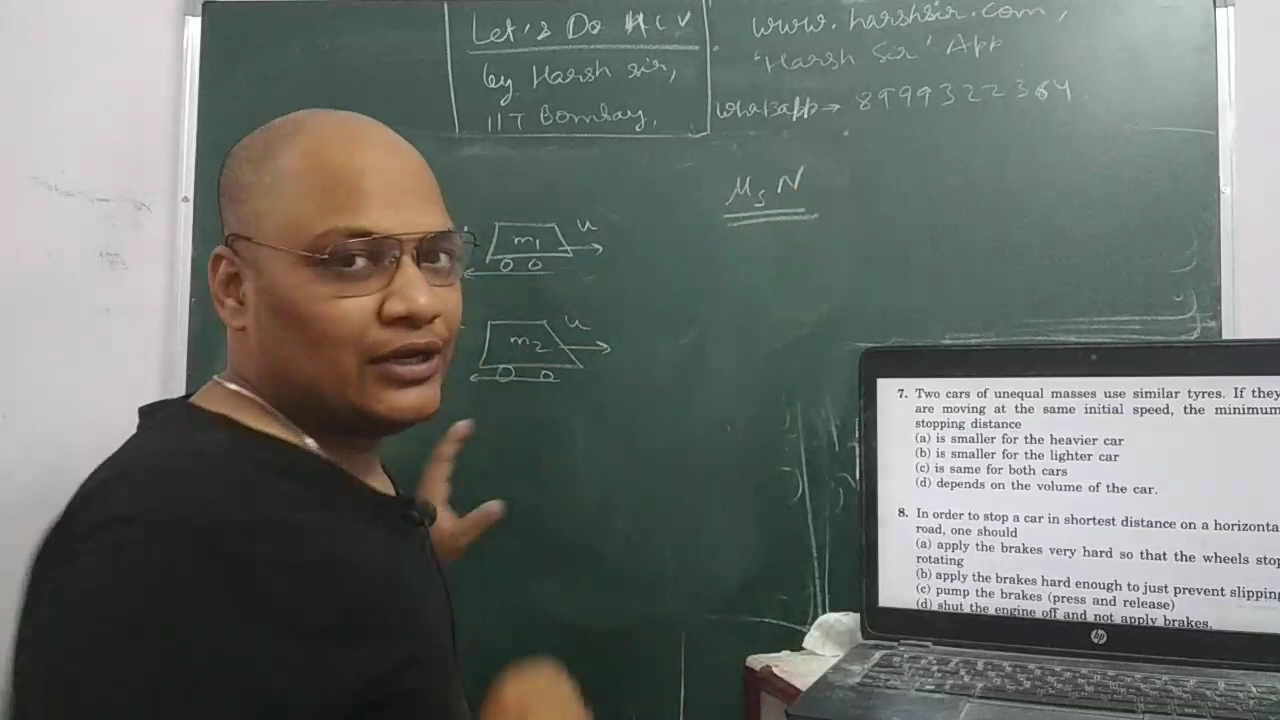 Let's Do HCV
by Harsh sir,
IIT Bombay,
www.harshsir.com,
'Harsh Sir' App
whatsapp → 8999322364
μₛ N
m₁ u
m₂ u
7. Two cars of unequal masses use similar tyres. If they
are moving at the same initial speed, the minimum
stopping distance
(a) is smaller for the heavier car
(b) is smaller for the lighter car
(c) is same for both cars
(d) depends on the volume of the car.
8. In order to stop a car in shortest distance on a horizonta
road, one should
(a) apply the brakes very hard so that the wheels stop
rotating
(b) apply the brakes hard enough to just prevent slipping
(c) pump the brakes (press and release)
(d) shut the engine off and not apply brakes.
hp